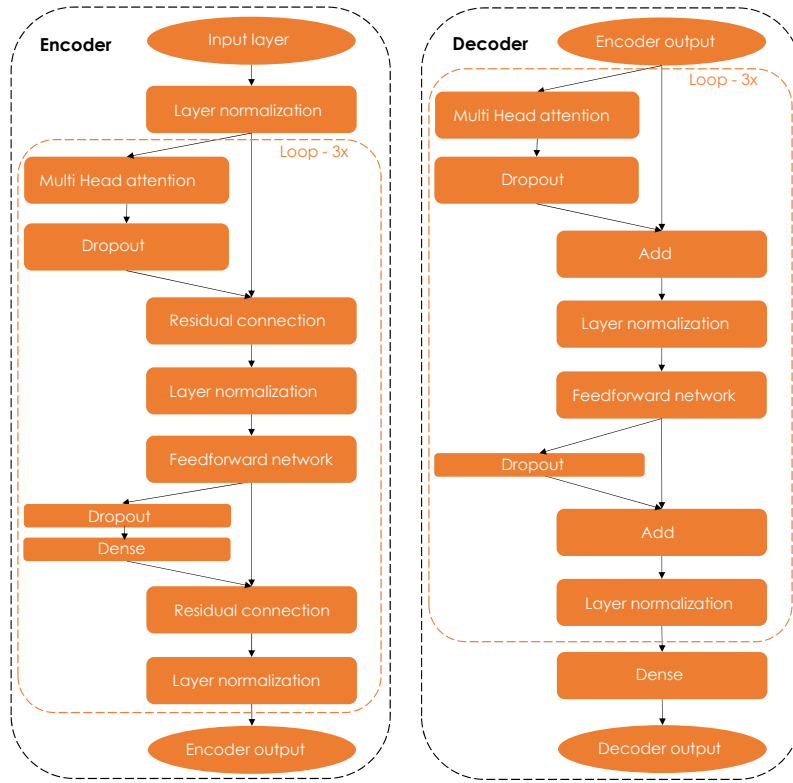 Encoder
Input layer
Layer normalization
Loop - 3x
Multi Head attention
Dropout
Residual connection
Layer normalization
Feedforward network
Dropout
Dense
Residual connection
Layer normalization
Encoder output
Decoder
Encoder output
Loop - 3x
Multi Head attention
Dropout
Add
Layer normalization
Feedforward network
Dropout
Add
Layer normalization
Dense
Decoder output